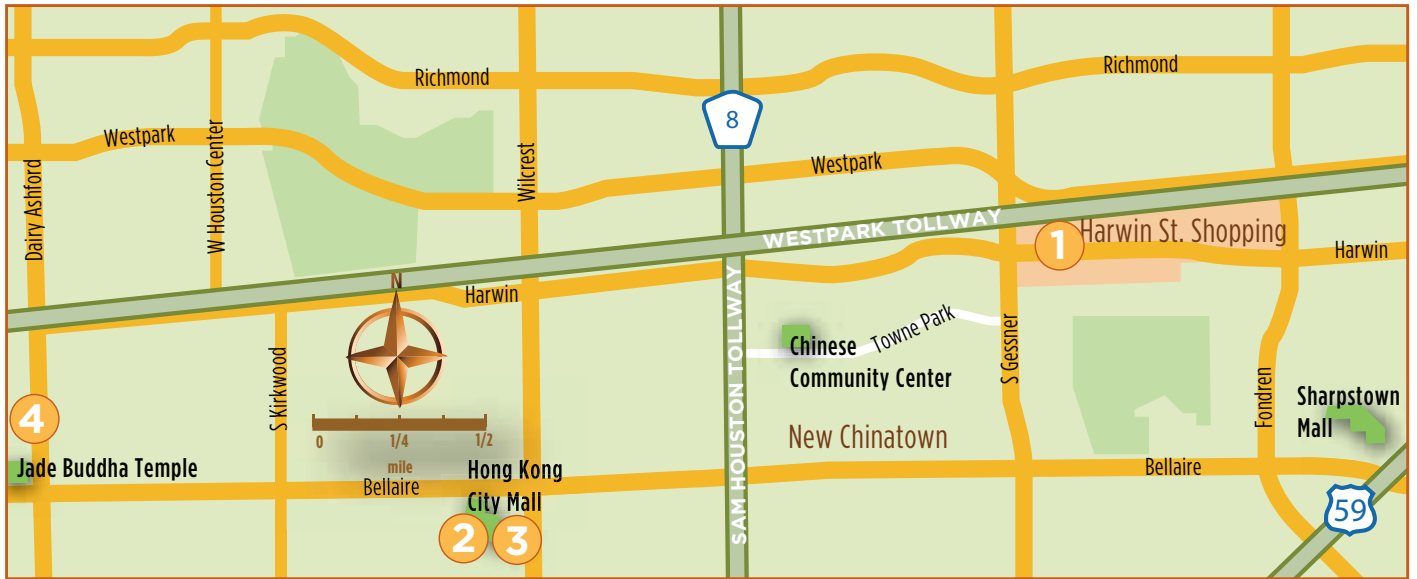 Richmond
Richmond
8
Westpark
Westpark
Dairy Ashford
W Houston Center
Wilcrest
WESTPARK TOLLWAY
1
Harwin St. Shopping
Harwin
N
Harwin
SAM HOUSTON TOLLWAY
Chinese
Community Center
Towne Park
S Gessner
S Kirkwood
Fondren
Sharpstown
Mall
4
0 1/4 1/2
mile
New Chinatown
Jade Buddha Temple
Hong Kong
City Mall
Bellaire
Bellaire
2
3
59